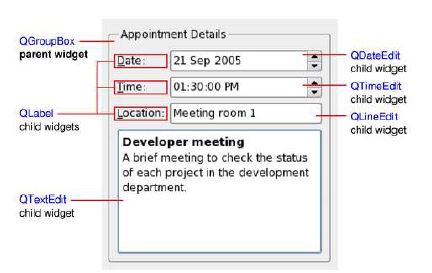 Appointment Details
QGroupBox
parent widget
Date:
21 Sep 2005
QDateEdit
child widget
Time:
01:30:00 PM
QTimeEdit
child widget
QLabel
child widgets
Location:
Meeting room 1
QLineEdit
child widget
Developer meeting
A brief meeting to check the status
of each project in the development
department.
QTextEdit
child widget